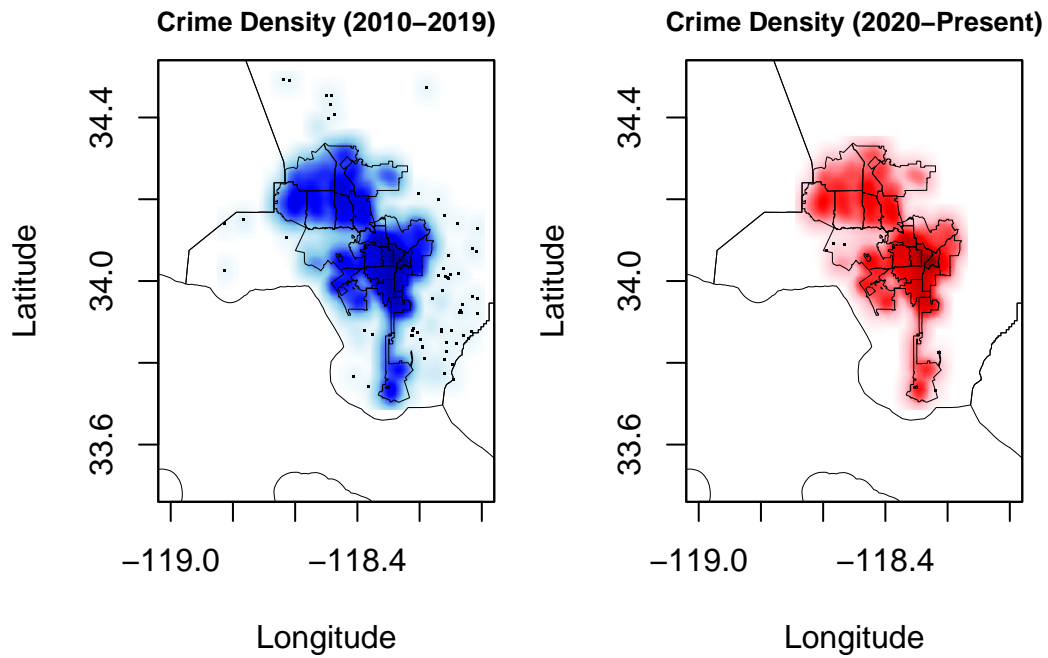 Crime Density (2010−2019)
Latitude
34.4
34.0
33.6
−119.0
−118.4
Longitude
Crime Density (2020−Present)
Latitude
34.4
34.0
33.6
−119.0
−118.4
Longitude